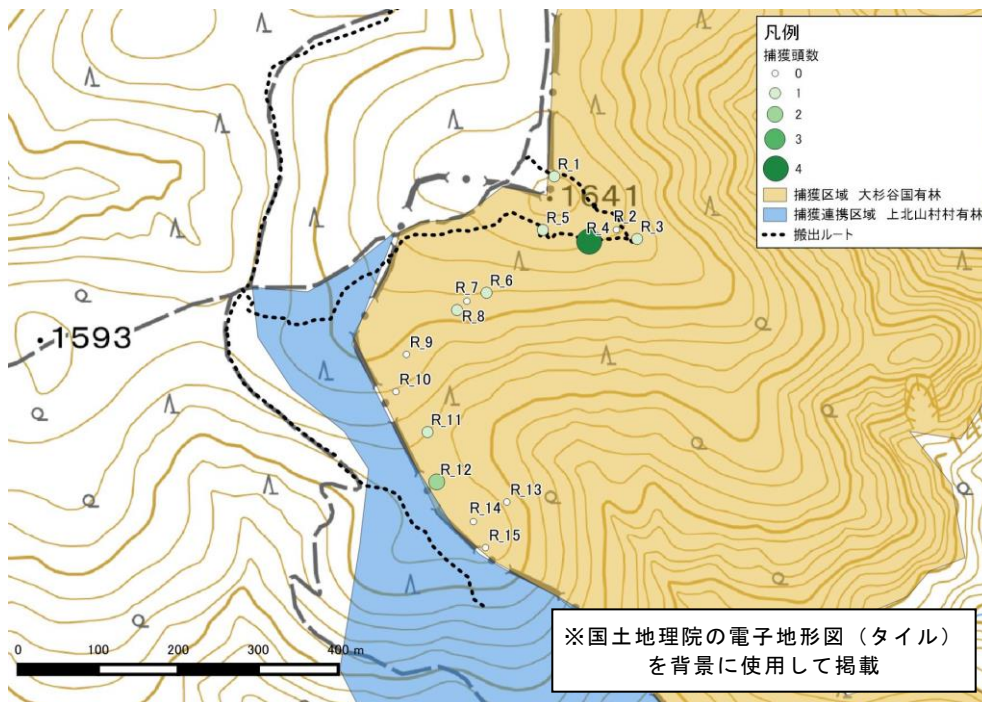 凡例
捕獲頭数
0
1
2
3
4
捕獲区域 大杉谷国有林
捕獲連携区域 上北山村村有林
搬出ルート
R_1
1641
R_2
R_5
R_4
R_3
R_6
R_7
R_8
1593
R_9
R_10
R_11
R_12
R_13
R_14
R_15
0 100 200 300 400 m
※国土地理院の電子地形図（タイル）
を背景に使用して掲載